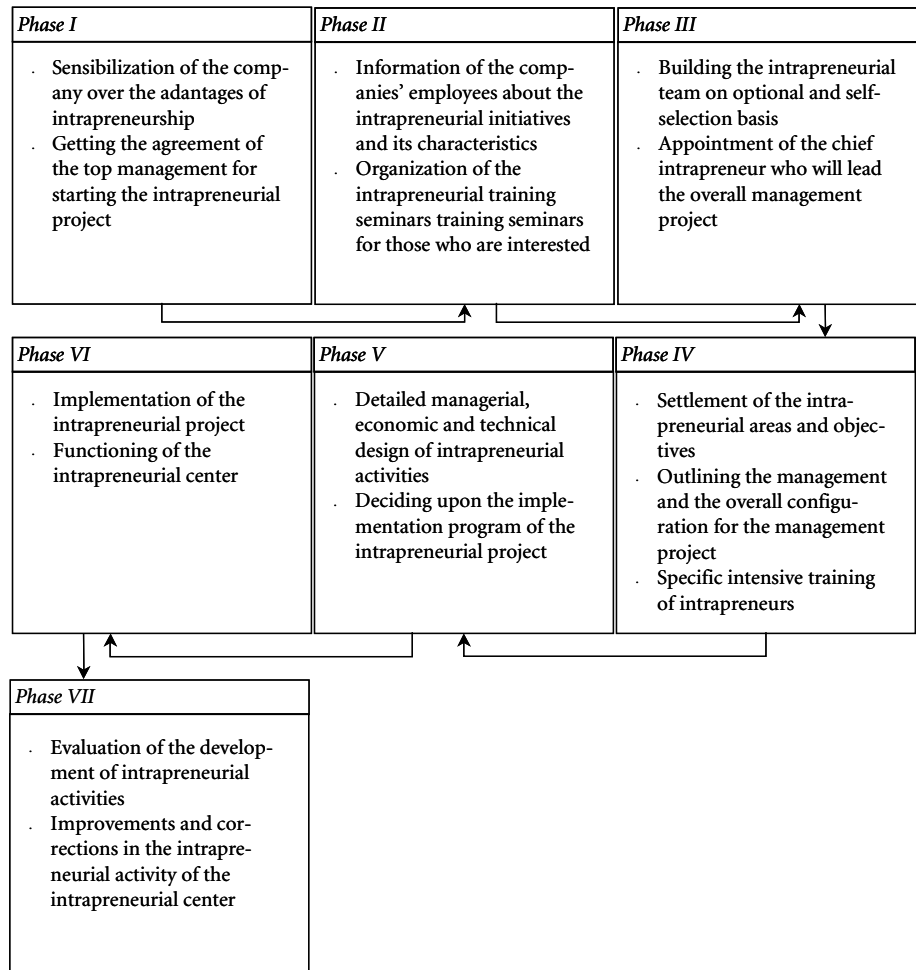 Phase I
Sensibilization of the com-
pany over the adantages of
intrapreneurship
Getting the agreement of
the top management for
starting the intrapreneurial
project
Phase II
Information of the comp-
anies’ employees about the
intrapreneurial initiatives
and its characteristics
Organization of the
intrapreneurial training
seminars training seminars
for those who are interested
Phase III
Building the intrapreneurial
team on optional and self-
selection basis
Appointment of the chief
intrapreneur who will lead
the overall management
project
Phase IV
Settlement of the intra-
preneurial areas and objec-
tives
Outlining the management
and the overall configu-
ration for the management
project
Specific intensive training
of intrapreneurs
Phase V
Detailed managerial,
economic and technical
design of intrapreneurial
activities
Deciding upon the imple-
mentation program of the
intrapreneurial project
Phase VI
Implementation of the
intrapreneurial project
Functioning of the
intrapreneurial center
Phase VII
Evaluation of the develop-
ment of intrapreneurial
activities
Improvements and cor-
rections in the intrapre-
neurial activity of the
intrapreneurial center